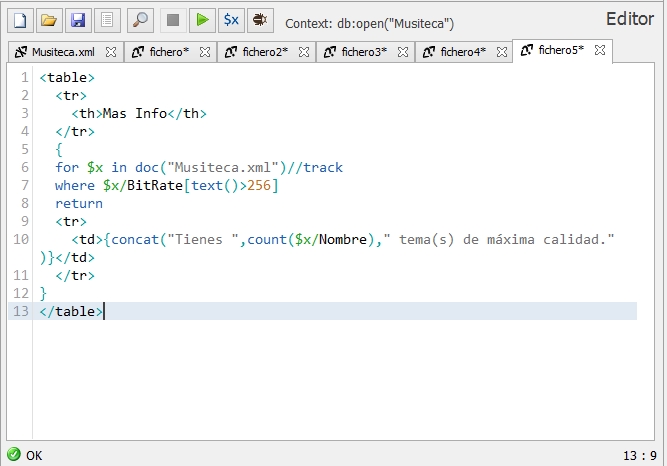 $x
Context: db:open("Musiteca")
Editor
Musiteca.xml
fichero*
fichero2*
fichero3*
fichero4*
fichero5*
1 <table>
2 <tr>
3 <th>Mas Info</th>
4 </tr>
5 {
6 for $x in doc("Musiteca.xml")//track
7 where $x/BitRate[text()>256]
8 return
9 <tr>
10 <td>{concat("Tienes ",count($x/Nombre)," tema(s) de máxima calidad."
)}</td>
11 </tr>
12 }
13 </table>
OK
13 : 9